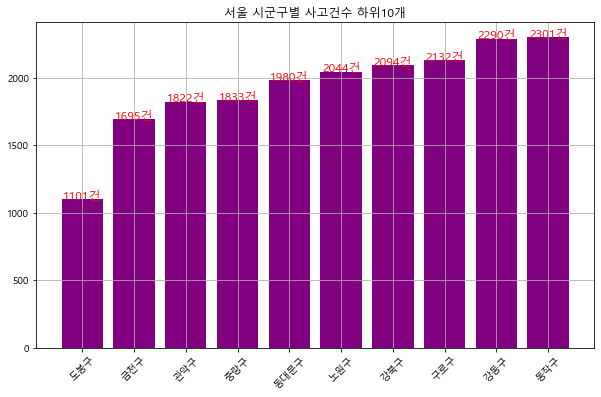 서울 시군구별 사고건수 하위10개
1101건
1695건
1822건
1833건
1980건
2044건
2094건
2132건
2290건
2301건
2000
1500
1000
500
0
도봉구
금천구
관악구
중랑구
동대문구
노원구
강북구
구로구
강동구
동작구